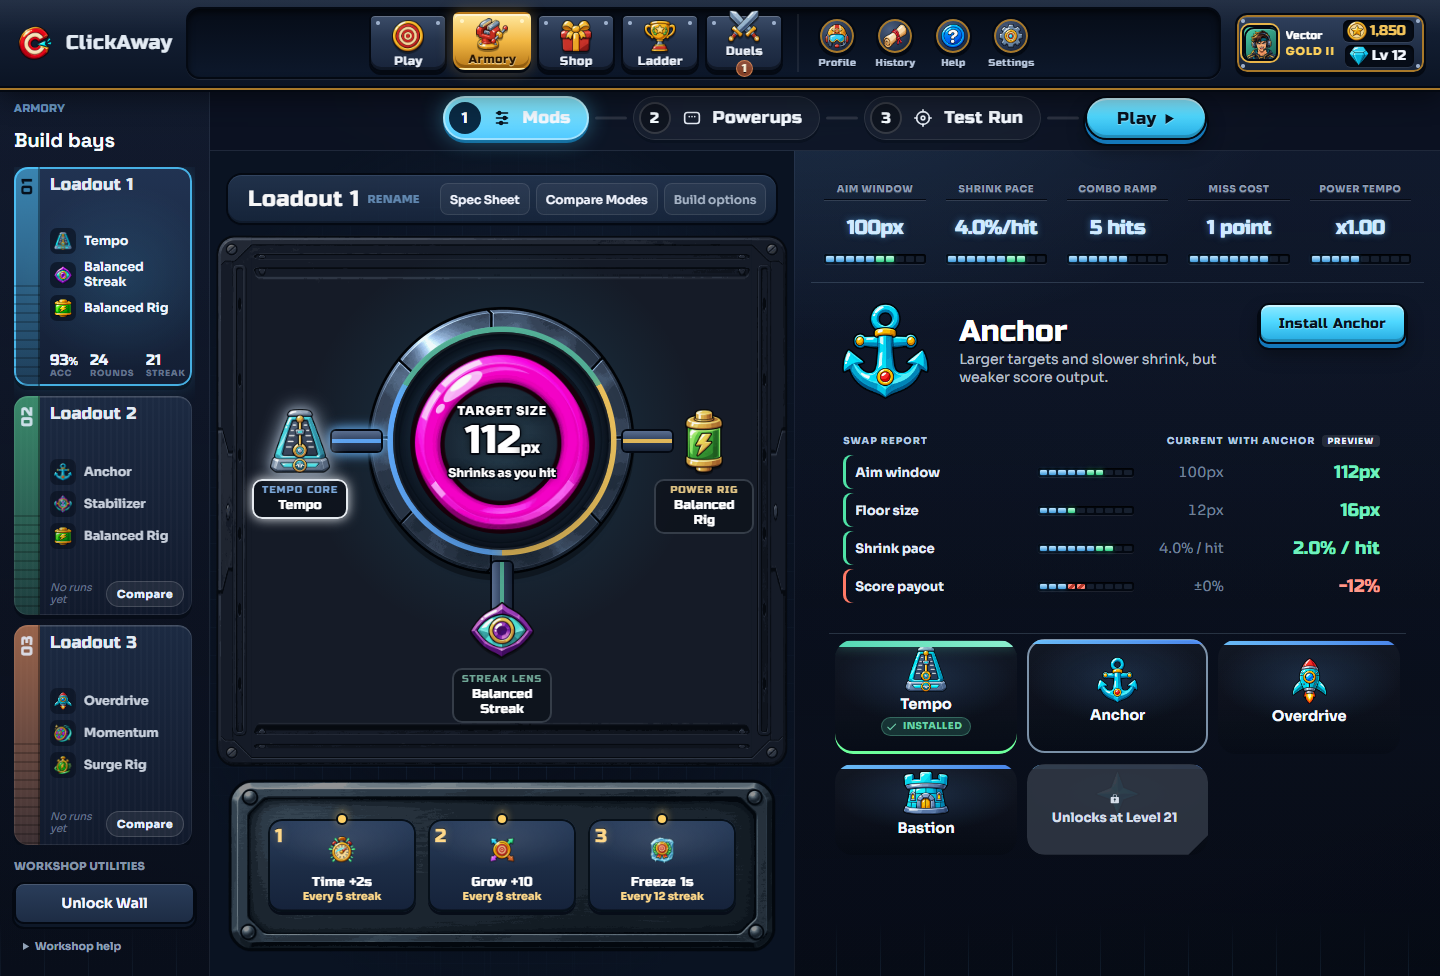 ClickAway
Play
Armory
Shop
Ladder
Duels
1
Profile
History
Help
Settings
Vector
GOLD II
1,850
Lv 12
ARMORY
Build bays
01
Loadout 1
Tempo
Balanced
Streak
Balanced Rig
93% 24 21
ACC ROUNDS STREAK
02
Loadout 2
Anchor
Stabilizer
Balanced Rig
No runs
yet
Compare
03
Loadout 3
Overdrive
Momentum
Surge Rig
No runs
yet
Compare
WORKSHOP UTILITIES
Unlock Wall
Workshop help
1 Mods
2 Powerups
3 Test Run
Play
Loadout 1 RENAME
Spec Sheet
Compare Modes
Build options
TARGET SIZE
112px
Shrinks as you hit
TEMPO CORE
Tempo
POWER RIG
Balanced
Rig
STREAK LENS
Balanced
Streak
1
Time +2s
Every 5 streak
2
Grow +10
Every 8 streak
3
Freeze 1s
Every 12 streak
AIM WINDOW SHRINK PACE COMBO RAMP MISS COST POWER TEMPO
100px 4.0%/hit 5 hits 1 point x1.00
Anchor
Larger targets and slower shrink, but
weaker score output.
Install Anchor
SWAP REPORT CURRENT WITH ANCHOR PREVIEW
Aim window 100px 112px
Floor size 12px 16px
Shrink pace 4.0% / hit 2.0% / hit
Score payout ±0% -12%
Tempo
INSTALLED
Anchor
Overdrive
Bastion
Unlocks at Level 21